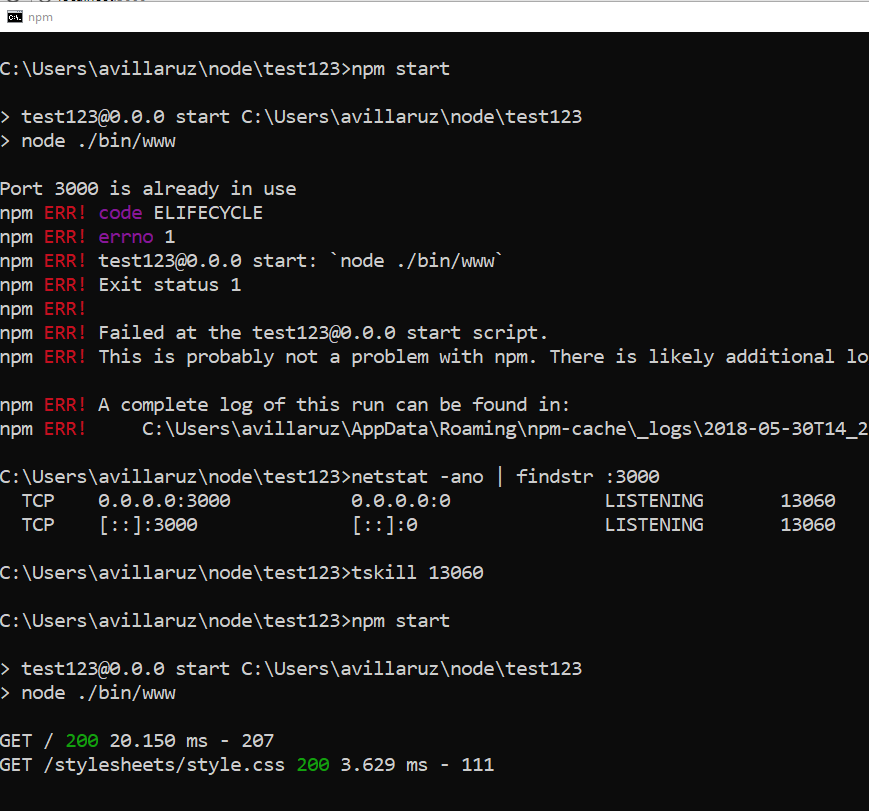 npm
C:\Users\avillaruz\node\test123>npm start
> test123@0.0.0 start C:\Users\avillaruz\node\test123
> node ./bin/www
Port 3000 is already in use
npm ERR! code ELIFECYCLE
npm ERR! errno 1
npm ERR! test123@0.0.0 start: `node ./bin/www`
npm ERR! Exit status 1
npm ERR!
npm ERR! Failed at the test123@0.0.0 start script.
npm ERR! This is probably not a problem with npm. There is likely additional lo
npm ERR! A complete log of this run can be found in:
npm ERR!     C:\Users\avillaruz\AppData\Roaming\npm-cache\_logs\2018-05-30T14_2
C:\Users\avillaruz\node\test123>netstat -ano | findstr :3000
  TCP    0.0.0.0:3000           0.0.0.0:0              LISTENING       13060
  TCP    [::]:3000              [::]:0                 LISTENING       13060
C:\Users\avillaruz\node\test123>tskill 13060
C:\Users\avillaruz\node\test123>npm start
> test123@0.0.0 start C:\Users\avillaruz\node\test123
> node ./bin/www
GET / 200 20.150 ms - 207
GET /stylesheets/style.css 200 3.629 ms - 111